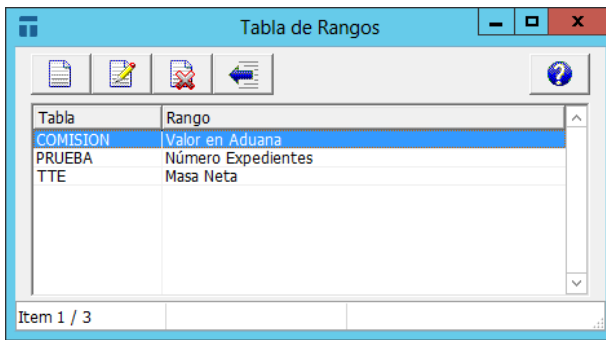 Tabla de Rangos
Tabla Rango
COMISION Valor en Aduana
PRUEBA Número Expedientes
TTE Masa Neta
Item 1 / 3